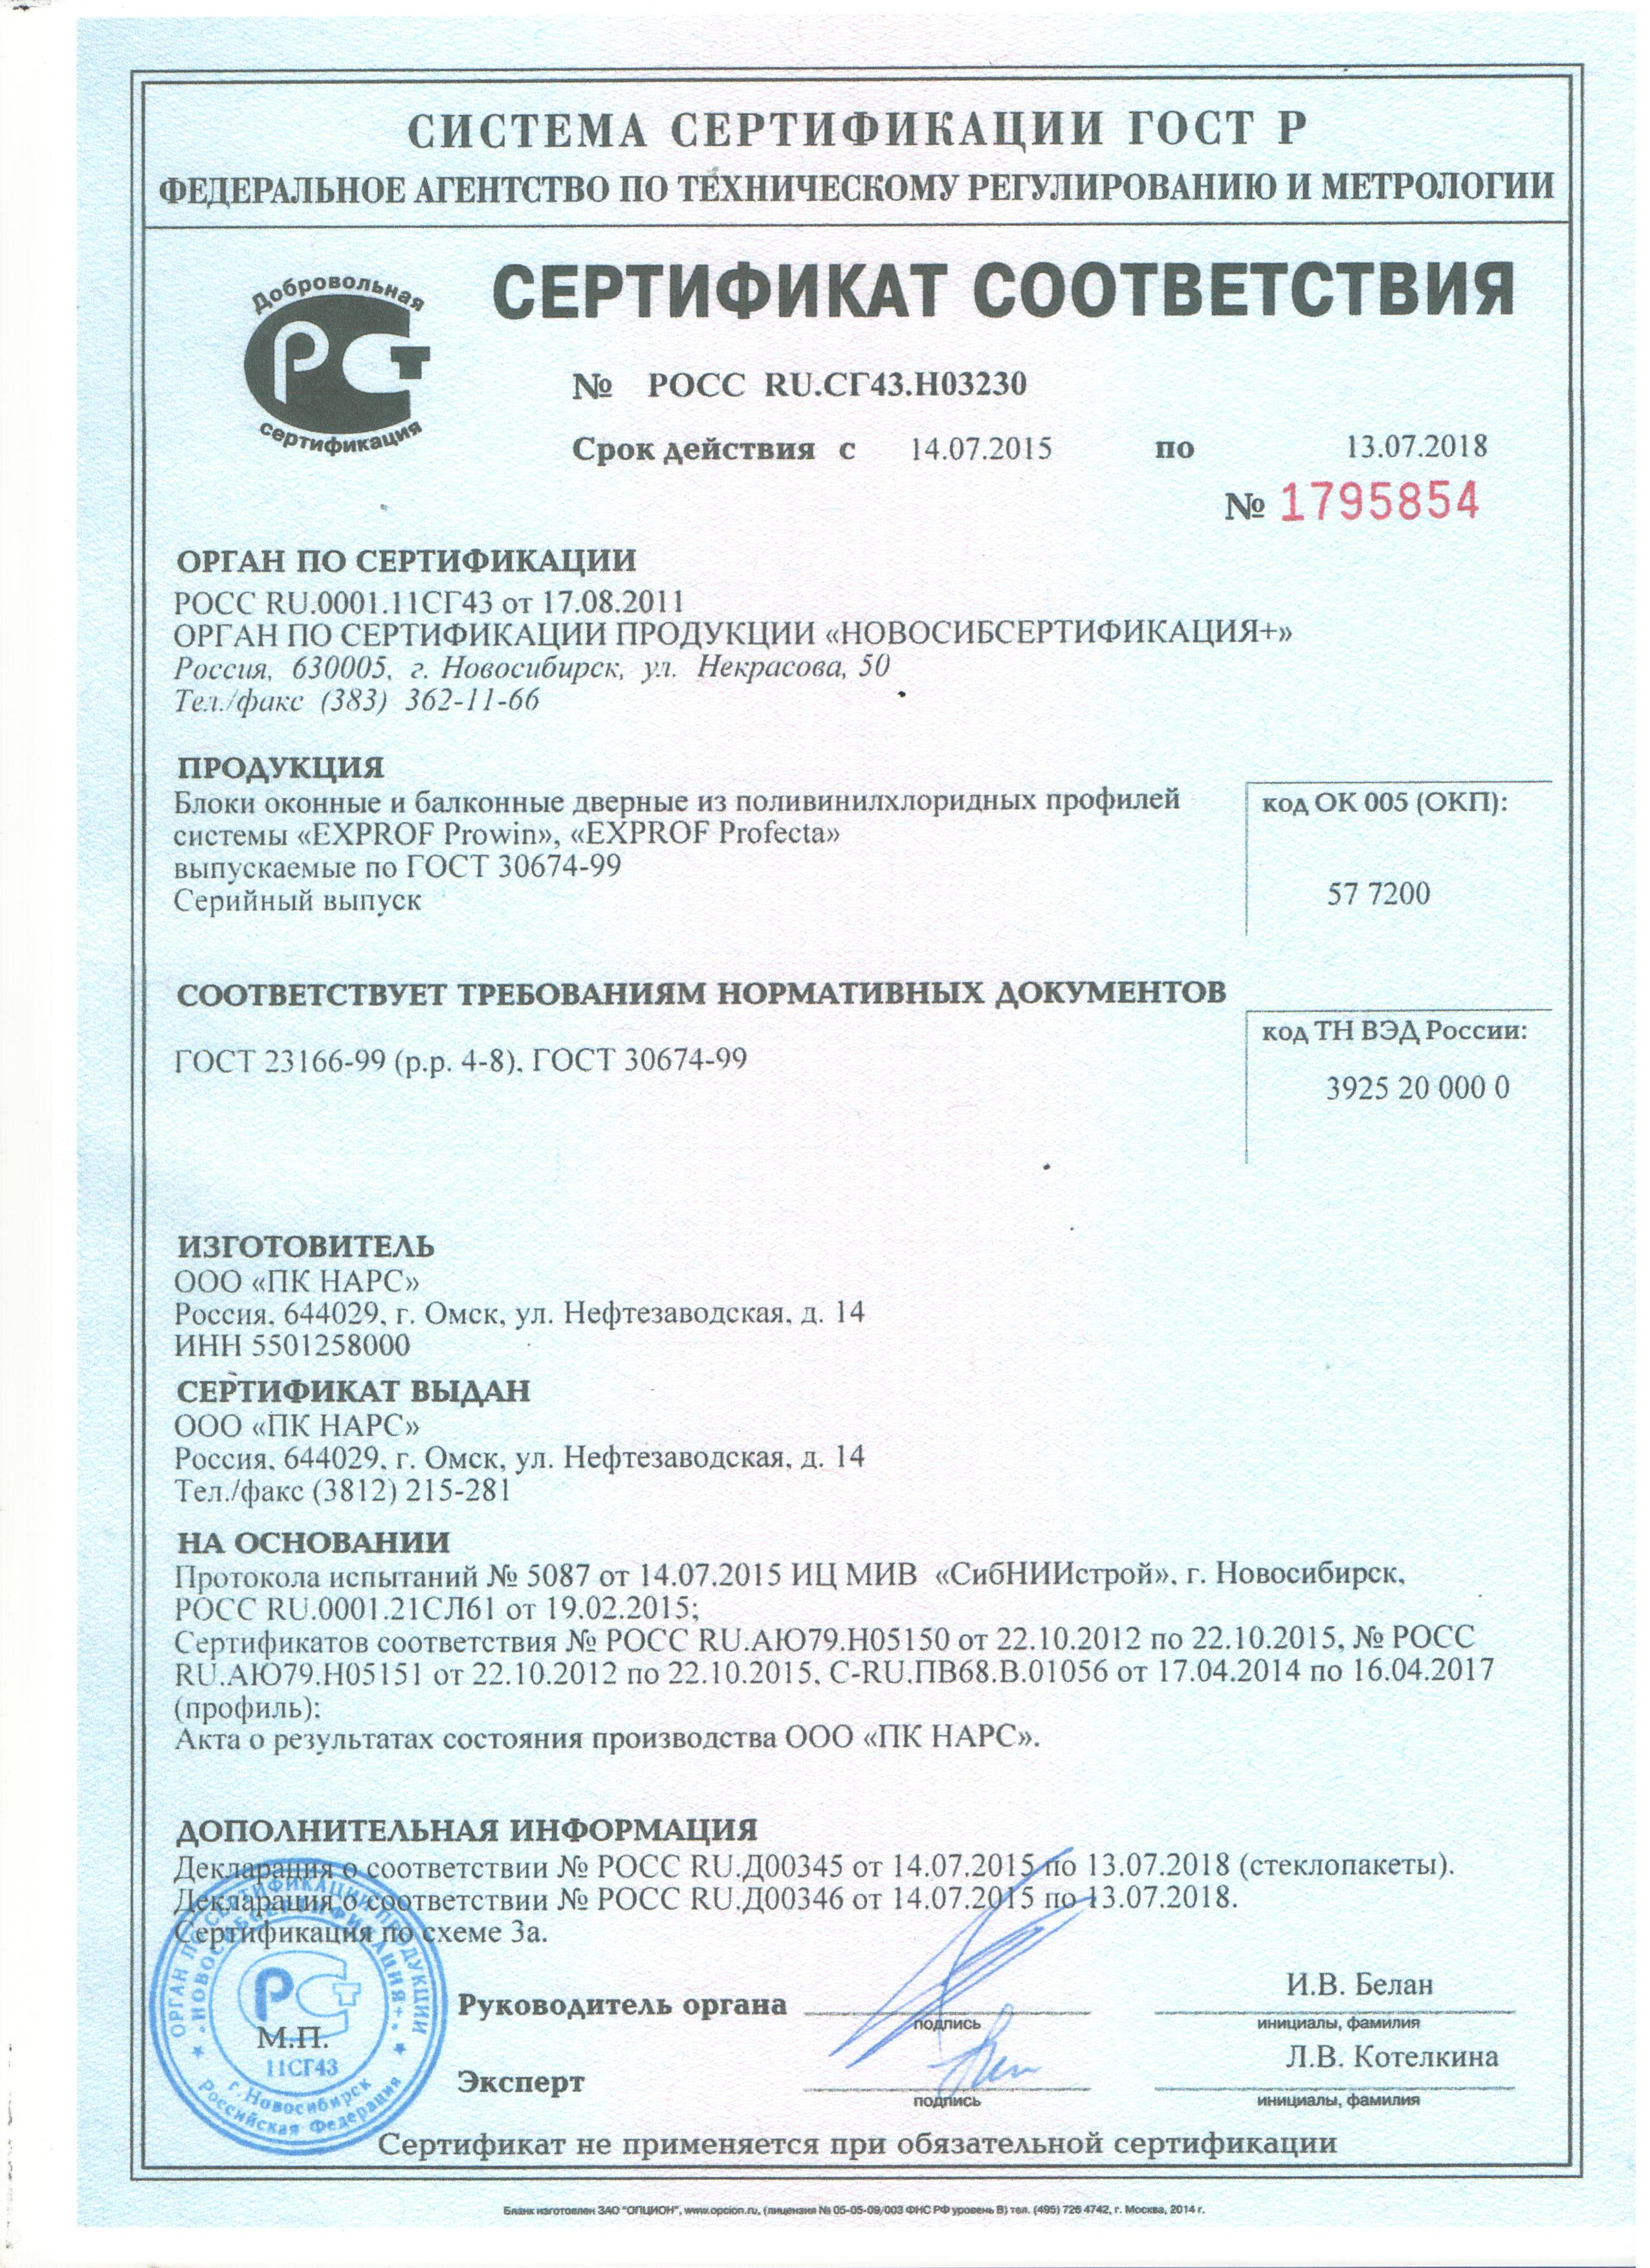 СИСТЕМА СЕРТИФИКАЦИИ ГОСТ Р
ФЕДЕРАЛЬНОЕ АГЕНТСТВО ПО ТЕХНИЧЕСКОМУ РЕГУЛИРОВАНИЮ И МЕТРОЛОГИИ
Добровольная
РСТ
сертификация
СЕРТИФИКАТ СООТВЕТСТВИЯ
№ РОСС RU.СГ43.Н03230
Срок действия с 14.07.2015 по 13.07.2018
№ 1795854
ОРГАН ПО СЕРТИФИКАЦИИ
РОСС RU.0001.11СГ43 от 17.08.2011
ОРГАН ПО СЕРТИФИКАЦИИ ПРОДУКЦИИ «НОВОСИБСЕРТИФИКАЦИЯ+»
Россия, 630005, г. Новосибирск, ул. Некрасова, 50
Тел./факс (383) 362-11-66
ПРОДУКЦИЯ
Блоки оконные и балконные дверные из поливинилхлоридных профилей
системы «EXPROF Prowin», «EXPROF Profecta»
выпускаемые по ГОСТ 30674-99
Серийный выпуск
код ОК 005 (ОКП):
57 7200
СООТВЕТСТВУЕТ ТРЕБОВАНИЯМ НОРМАТИВНЫХ ДОКУМЕНТОВ
ГОСТ 23166-99 (р.р. 4-8), ГОСТ 30674-99
код ТН ВЭД России:
3925 20 000 0
ИЗГОТОВИТЕЛЬ
ООО «ПК НАРС»
Россия, 644029, г. Омск, ул. Нефтезаводская, д. 14
ИНН 5501258000
СЕРТИФИКАТ ВЫДАН
ООО «ПК НАРС»
Россия, 644029, г. Омск, ул. Нефтезаводская, д. 14
Тел./факс (3812) 215-281
НА ОСНОВАНИИ
Протокола испытаний № 5087 от 14.07.2015 ИЦ МИВ «СибНИИстрой», г. Новосибирск,
РОСС RU.0001.21СЛ61 от 19.02.2015;
Сертификатов соответствия № РОСС RU.АЮ79.Н05150 от 22.10.2012 по 22.10.2015, № РОСС
RU.АЮ79.Н05151 от 22.10.2012 по 22.10.2015, C-RU.ПВ68.В.01056 от 17.04.2014 по 16.04.2017
(профиль);
Акта о результатах состояния производства ООО «ПК НАРС».
ДОПОЛНИТЕЛЬНАЯ ИНФОРМАЦИЯ
Декларация о соответствии № РОСС RU.Д00345 от 14.07.2015 по 13.07.2018 (стеклопакеты).
Декларация о соответствии № РОСС RU.Д00346 от 14.07.2015 по 13.07.2018.
Сертификация по схеме 3а.
ОРГАН ПО СЕРТИФИКАЦИИ ПРОДУКЦИИ
«НОВОСИБСЕРТИФИКАЦИЯ+»
РСТ
М.П.
11СГ43
г. Новосибирск
Российская Федерация
Руководитель органа
подпись
И.В. Белан
инициалы, фамилия
Эксперт
подпись
Л.В. Котелкина
инициалы, фамилия
Сертификат не применяется при обязательной сертификации
Бланк изготовлен ЗАО "ОПЦИОН", www.opcion.ru, (лицензия № 05-05-09/003 ФНС РФ уровень В) тел. (495) 726 4742, г. Москва, 2014 г.